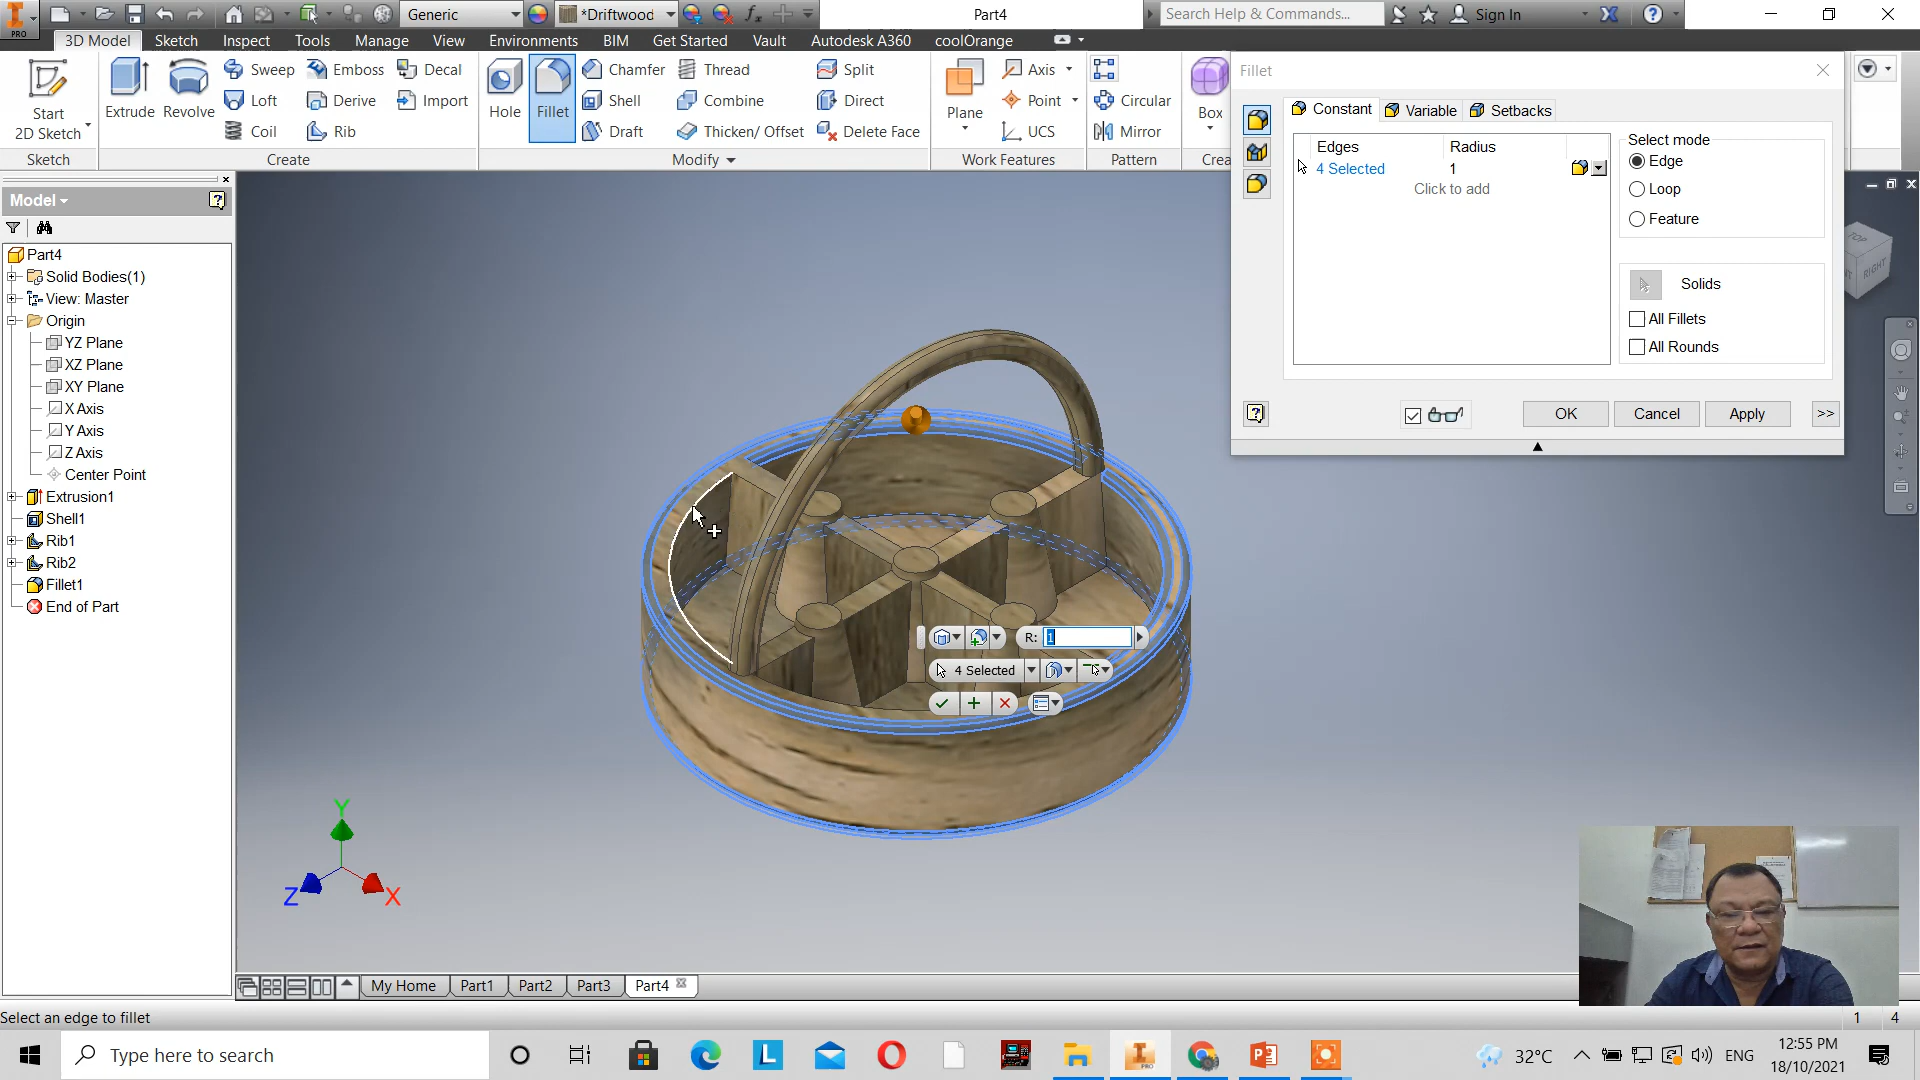 PRO
Generic
*Driftwood
Part4
Search Help & Commands...
Sign In
3D Model
Sketch
Inspect
Tools
Manage
View
Environments
BIM
Get Started
Vault
Autodesk A360
coolOrange
Start
2D Sketch
Extrude
Revolve
Sweep
Loft
Coil
Emboss
Derive
Rib
Decal
Import
Hole
Fillet
Chamfer
Shell
Draft
Thread
Combine
Thicken/ Offset
Split
Direct
Delete Face
Plane
Axis
Point
UCS
Circular
Mirror
Box
Sketch
Create
Modify
Work Features
Pattern
Crea
Fillet
Constant
Variable
Setbacks
Edges
Radius
4 Selected
1
Click to add
Select mode
Edge
Loop
Feature
Solids
All Fillets
All Rounds
OK
Cancel
Apply
>>
Model
Part4
Solid Bodies(1)
View: Master
Origin
YZ Plane
XZ Plane
XY Plane
X Axis
Y Axis
Z Axis
Center Point
Extrusion1
Shell1
Rib1
Rib2
Fillet1
End of Part
TOP
NT
RIGHT
R:
1
4 Selected
Y
Z
X
My Home
Part1
Part2
Part3
Part4
Select an edge to fillet
1
4
Type here to search
L
PRO
32°C
ENG
12:55 PM
18/10/2021